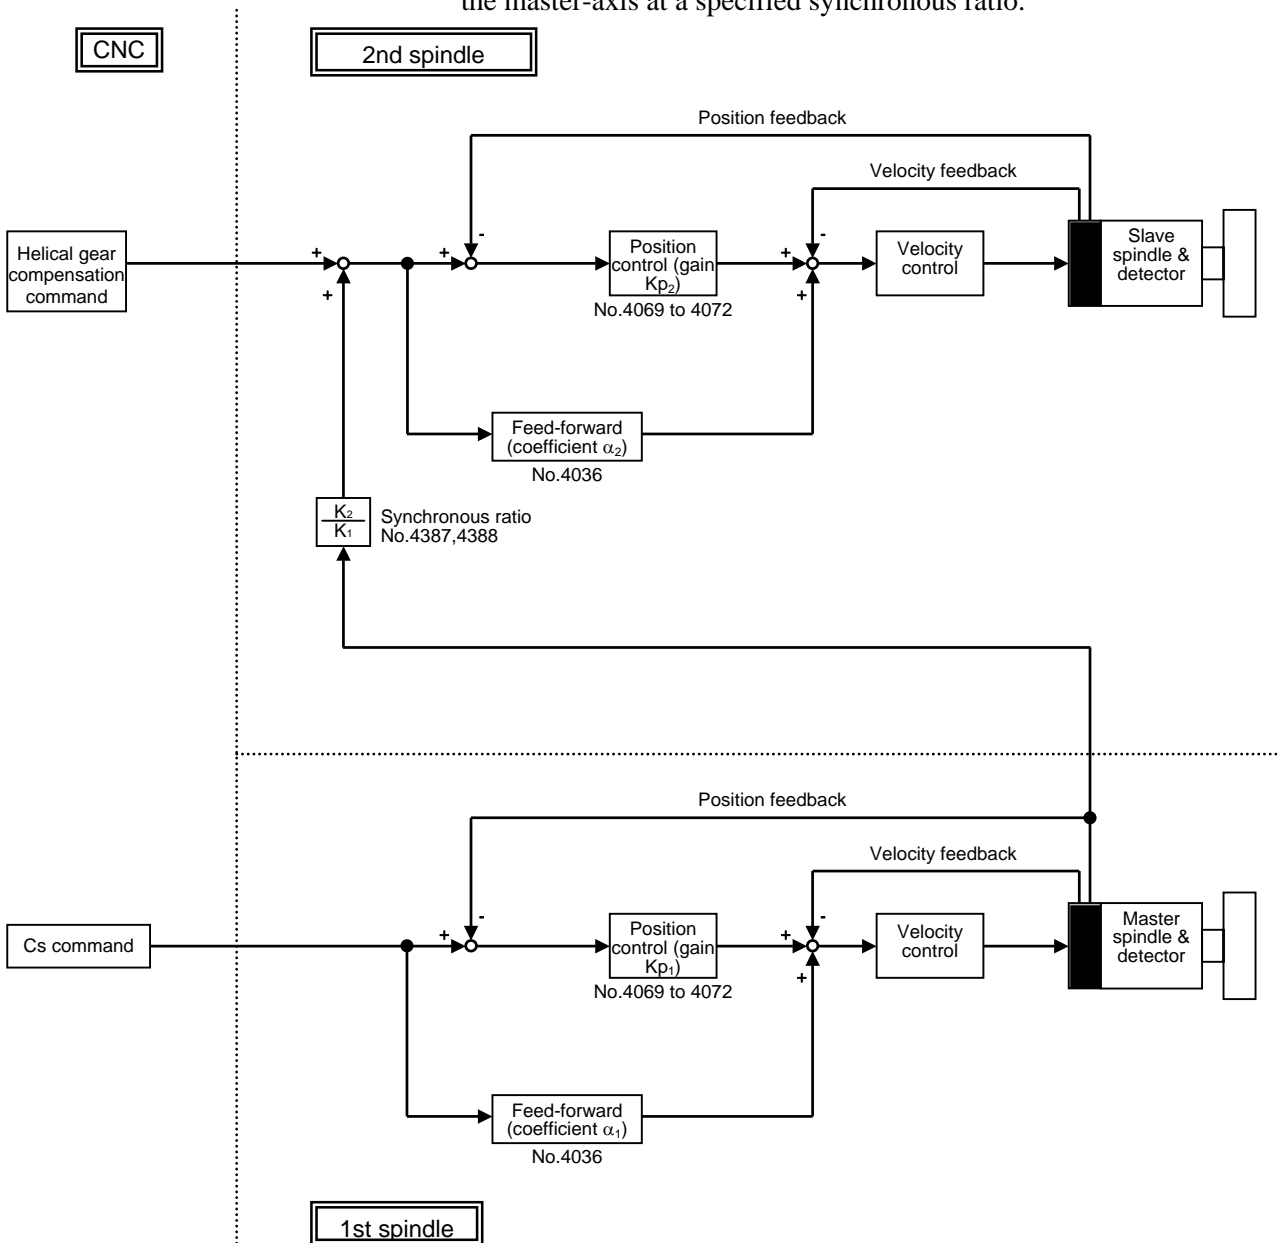 the master-axis at a specified synchronous ratio.
CNC
2nd spindle
Position feedback
Velocity feedback
Helical gear
compensation
command
+
+
+
-
Position
control (gain
Kp₂)
No.4069 to 4072
+
-
+
Velocity
control
Slave
spindle &
detector
Feed-forward
(coefficient α₂)
No.4036
K₂
K₁
Synchronous ratio
No.4387,4388
Position feedback
Velocity feedback
Cs command
+
-
Position
control (gain
Kp₁)
No.4069 to 4072
+
-
+
Velocity
control
Master
spindle &
detector
Feed-forward
(coefficient α₁)
No.4036
1st spindle